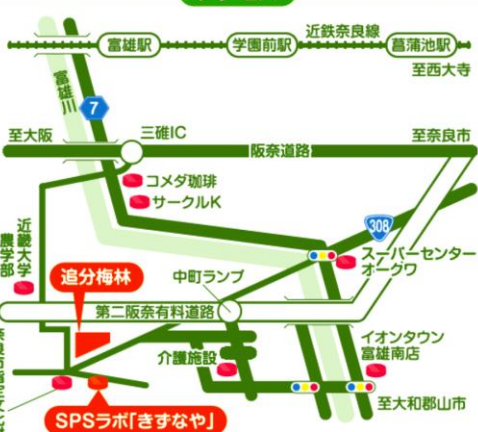 近鉄奈良線
富雄駅
学園前駅
菖蒲池駅
至西大寺
富雄川
7
至大阪
三碓IC
阪奈道路
至奈良市
コメダ珈琲
サークルK
308
近畿大学
農学部
追分梅林
中町ランプ
スーパーセンター
オークワ
第二阪奈有料道路
介護施設
イオンタウン
富雄南店
至大和郡山市
SPSラボ「きずなや」